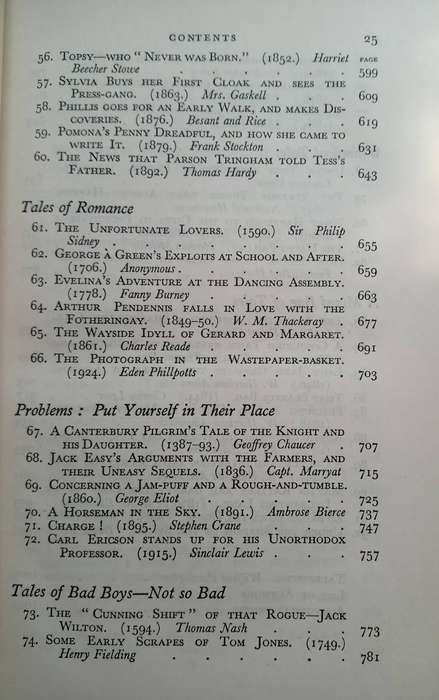 CONTENTS 25
PAGE
56. TOPSY—WHO “ NEVER WAS BORN.” (1852.) Harriet
Beecher Stowe . . . . . . . 599
57. SYLVIA BUYS HER FIRST CLOAK AND SEES THE
PRESS-GANG. (1863.) Mrs. Gaskell . . . 609
58. PHILLIS GOES FOR AN EARLY WALK, AND MAKES DIS-
COVERIES. (1876.) Besant and Rice . . . 619
59. POMONA'S PENNY DREADFUL, AND HOW SHE CAME TO
WRITE IT. (1879.) Frank Stockton . . . 631
60. THE NEWS THAT PARSON TRINGHAM TOLD TESS'S
FATHER. (1892.) Thomas Hardy . . . 643
Tales of Romance
61. THE UNFORTUNATE LOVERS. (1590.) Sir Philip
Sidney . . . . . . . . 655
62. GEORGE À GREEN'S EXPLOITS AT SCHOOL AND AFTER.
(1706.) Anonymous . . . . . . 659
63. EVELINA'S ADVENTURE AT THE DANCING ASSEMBLY.
(1778.) Fanny Burney . . . . . 663
64. ARTHUR PENDENNIS FALLS IN LOVE WITH THE
FOTHERINGAY. (1849–50.) W. M. Thackeray . 677
65. THE WAYSIDE IDYLL OF GERARD AND MARGARET.
(1861.) Charles Reade . . . . . 691
66. THE PHOTOGRAPH IN THE WASTEPAPER-BASKET.
(1924.) Eden Phillpotts . . . . . 703
Problems : Put Yourself in Their Place
67. A CANTERBURY PILGRIM'S TALE OF THE KNIGHT AND
HIS DAUGHTER. (1387–93.) Geoffrey Chaucer . 707
68. JACK EASY'S ARGUMENTS WITH THE FARMERS, AND
THEIR UNEASY SEQUELS. (1836.) Capt. Marryat 715
69. CONCERNING A JAM-PUFF AND A ROUGH-AND-TUMBLE.
(1860.) George Eliot . . . . . 725
70. A HORSEMAN IN THE SKY. (1891.) Ambrose Bierce 737
71. CHARGE ! (1895.) Stephen Crane . . . 747
72. CARL ERICSON STANDS UP FOR HIS UNORTHODOX
PROFESSOR. (1915.) Sinclair Lewis . . . 757
Tales of Bad Boys—Not so Bad
73. THE “ CUNNING SHIFT ” OF THAT ROGUE—JACK
WILTON. (1594.) Thomas Nash . . . 773
74. SOME EARLY SCRAPES OF TOM JONES. (1749.)
Henry Fielding . . . . . . 781